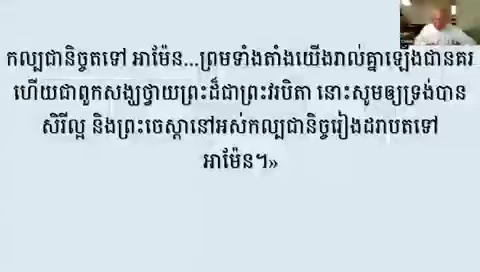 កល្បជានិច្ចតទៅ អាម៉ែន...ព្រមទាំងតាំងយើងរាល់គ្នាឡើងជានគរ
ហើយជាពួកសង្ឃថ្វាយព្រះដ៏ជាព្រះវរបិតា នោះសូមឲ្យទ្រង់បាន
សិរីល្អ និងព្រះចេស្តានៅអស់កល្បជានិច្ចរៀងដរាបតទៅ
អាម៉ែន។»